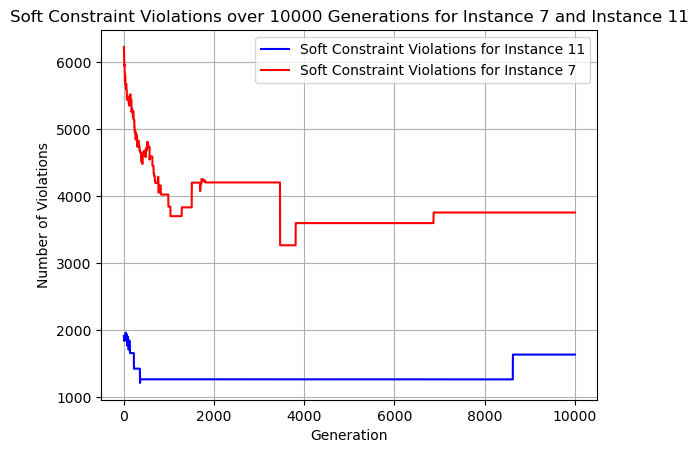 Soft Constraint Violations over 10000 Generations for Instance 7 and Instance 11
Soft Constraint Violations for Instance 11
Soft Constraint Violations for Instance 7
Number of Violations
6000
5000
4000
3000
2000
1000
0
2000
4000
6000
8000
10000
Generation